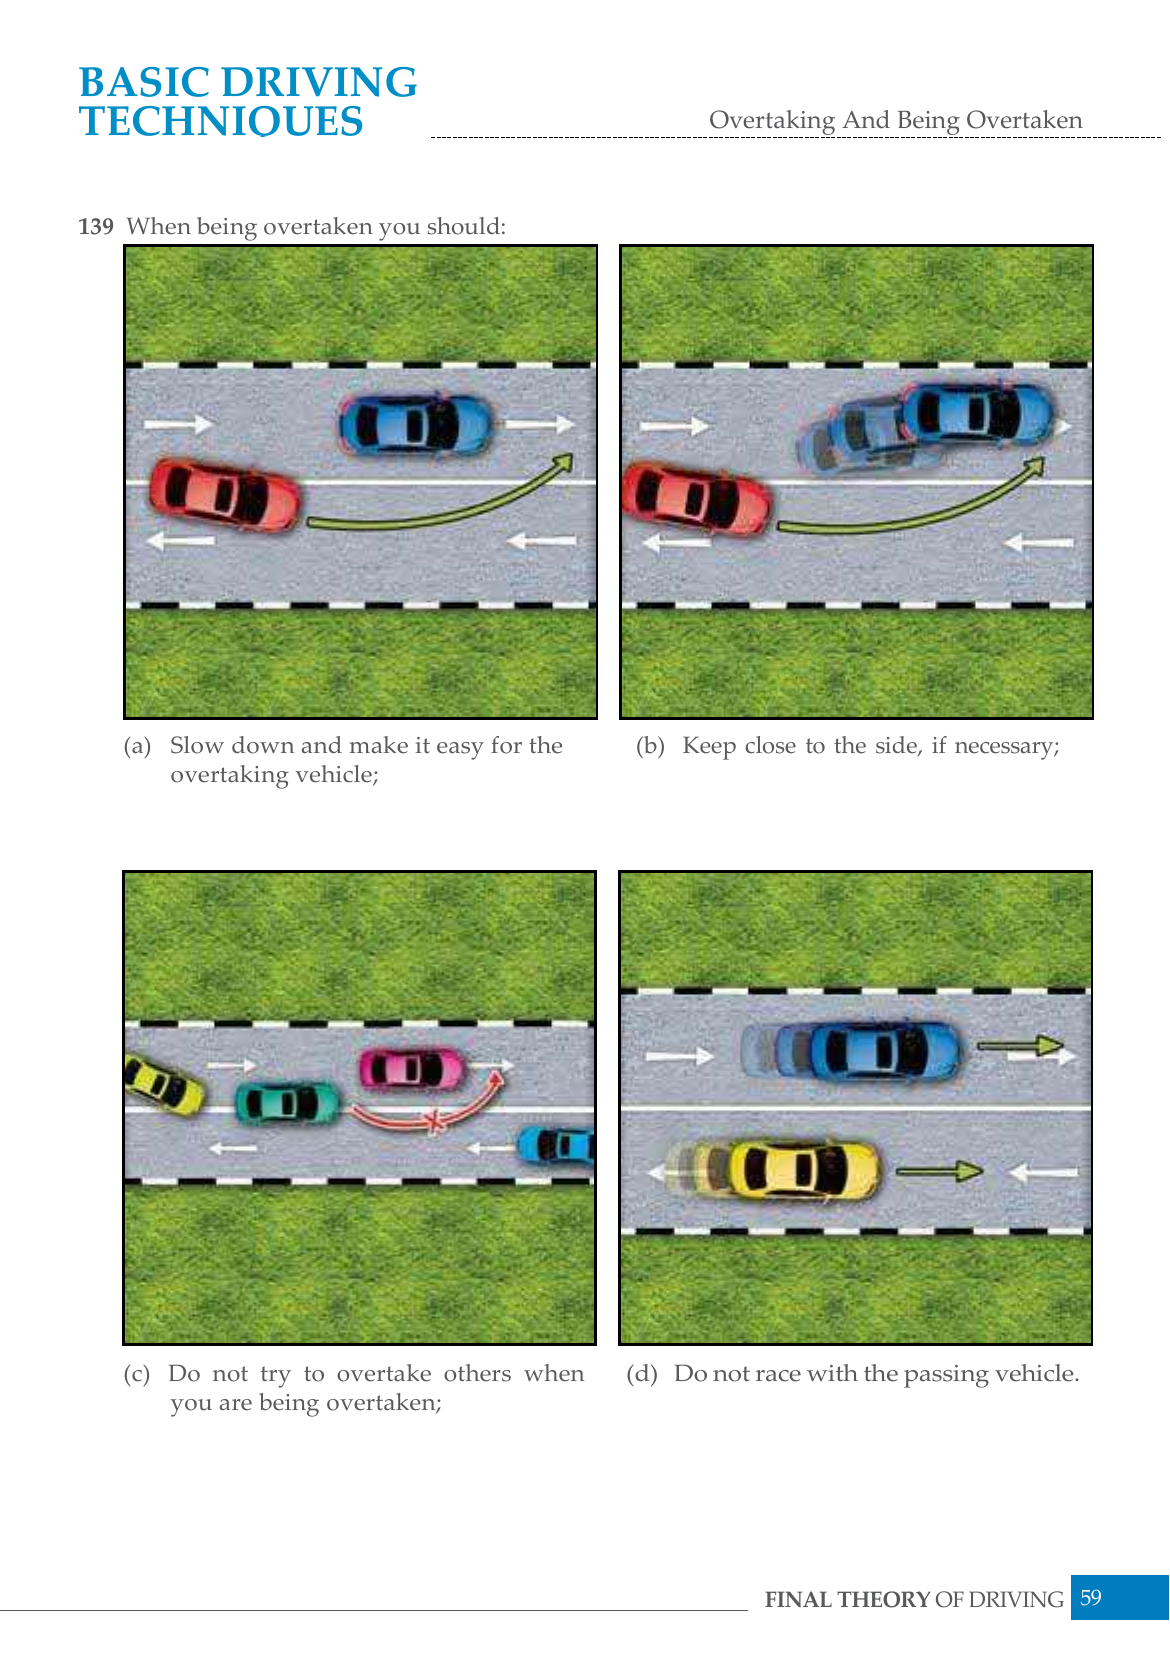 BASIC DRIVING
TECHNIQUES
Overtaking And Being Overtaken
139 When being overtaken you should:
(a) Slow down and make it easy for the
overtaking vehicle;
(b) Keep close to the side, if necessary;
(c) Do not try to overtake others when
you are being overtaken;
(d) Do not race with the passing vehicle.
FINAL THEORY OF DRIVING 59